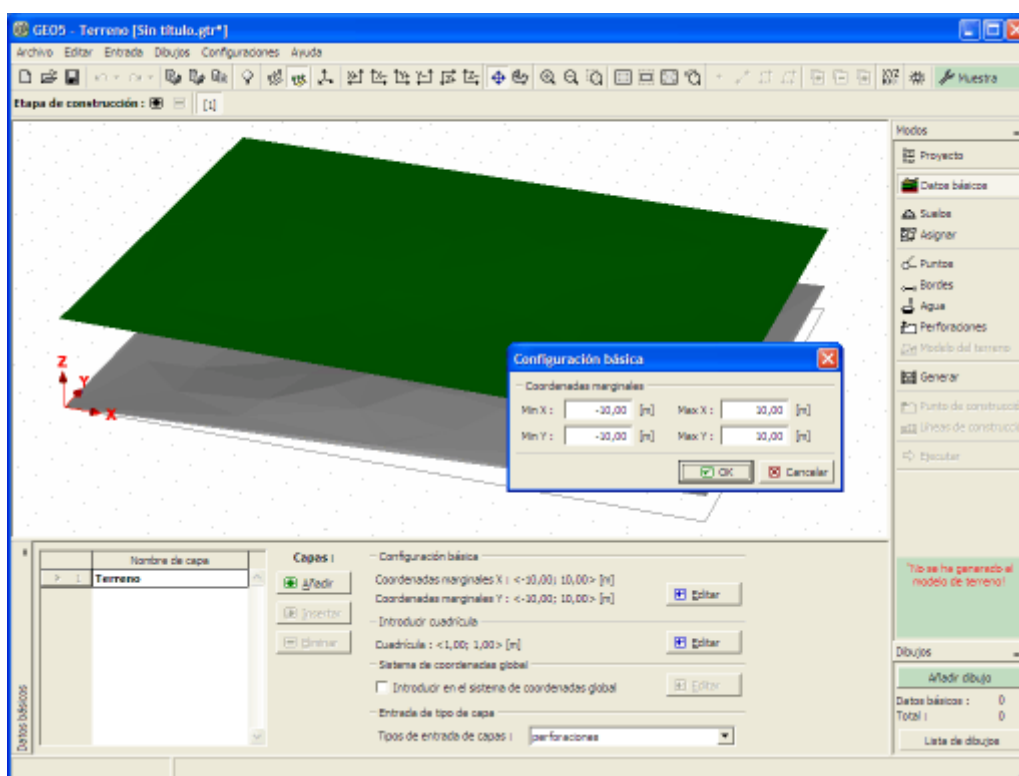 GEO5 - Terreno [Sin título.gtr*]
Archivo Editar Entrada Dibujos Configuraciones Ayuda
Muestra
Etapa de construcción : [1]
Modos
Proyecto
Datos básicos
Suelos
Asignar
Puntos
Bordes
Agua
Perforaciones
Modelo del terreno
Generar
Punto de construcció
Líneas de construcció
Ejecutar
Z
Y
X
Configuración básica
Coordenadas marginales
Min X : -10,00 [m] Max X : 10,00 [m]
Min Y : -10,00 [m] Max Y : 10,00 [m]
OK Cancelar
"No se ha generado el
modelo de terreno!
Datos básicos
Nombre de capa
> 1 Terreno
Capas :
Añadir
Insertar
Eliminar
Configuración básica
Coordenadas marginales X : <-10,00; 10,00> [m]
Coordenadas marginales Y : <-10,00; 10,00> [m]
Editar
Introducir cuadrícula
Cuadrícula : <1,00; 1,00> [m]
Editar
Sistema de coordenadas global
Introducir en el sistema de coordenadas global
Editar
Entrada de tipo de capa
Tipos de entrada de capas : perforaciones
Dibujos
Añadir dibujo
Datos básicos : 0
Total : 0
Lista de dibujos